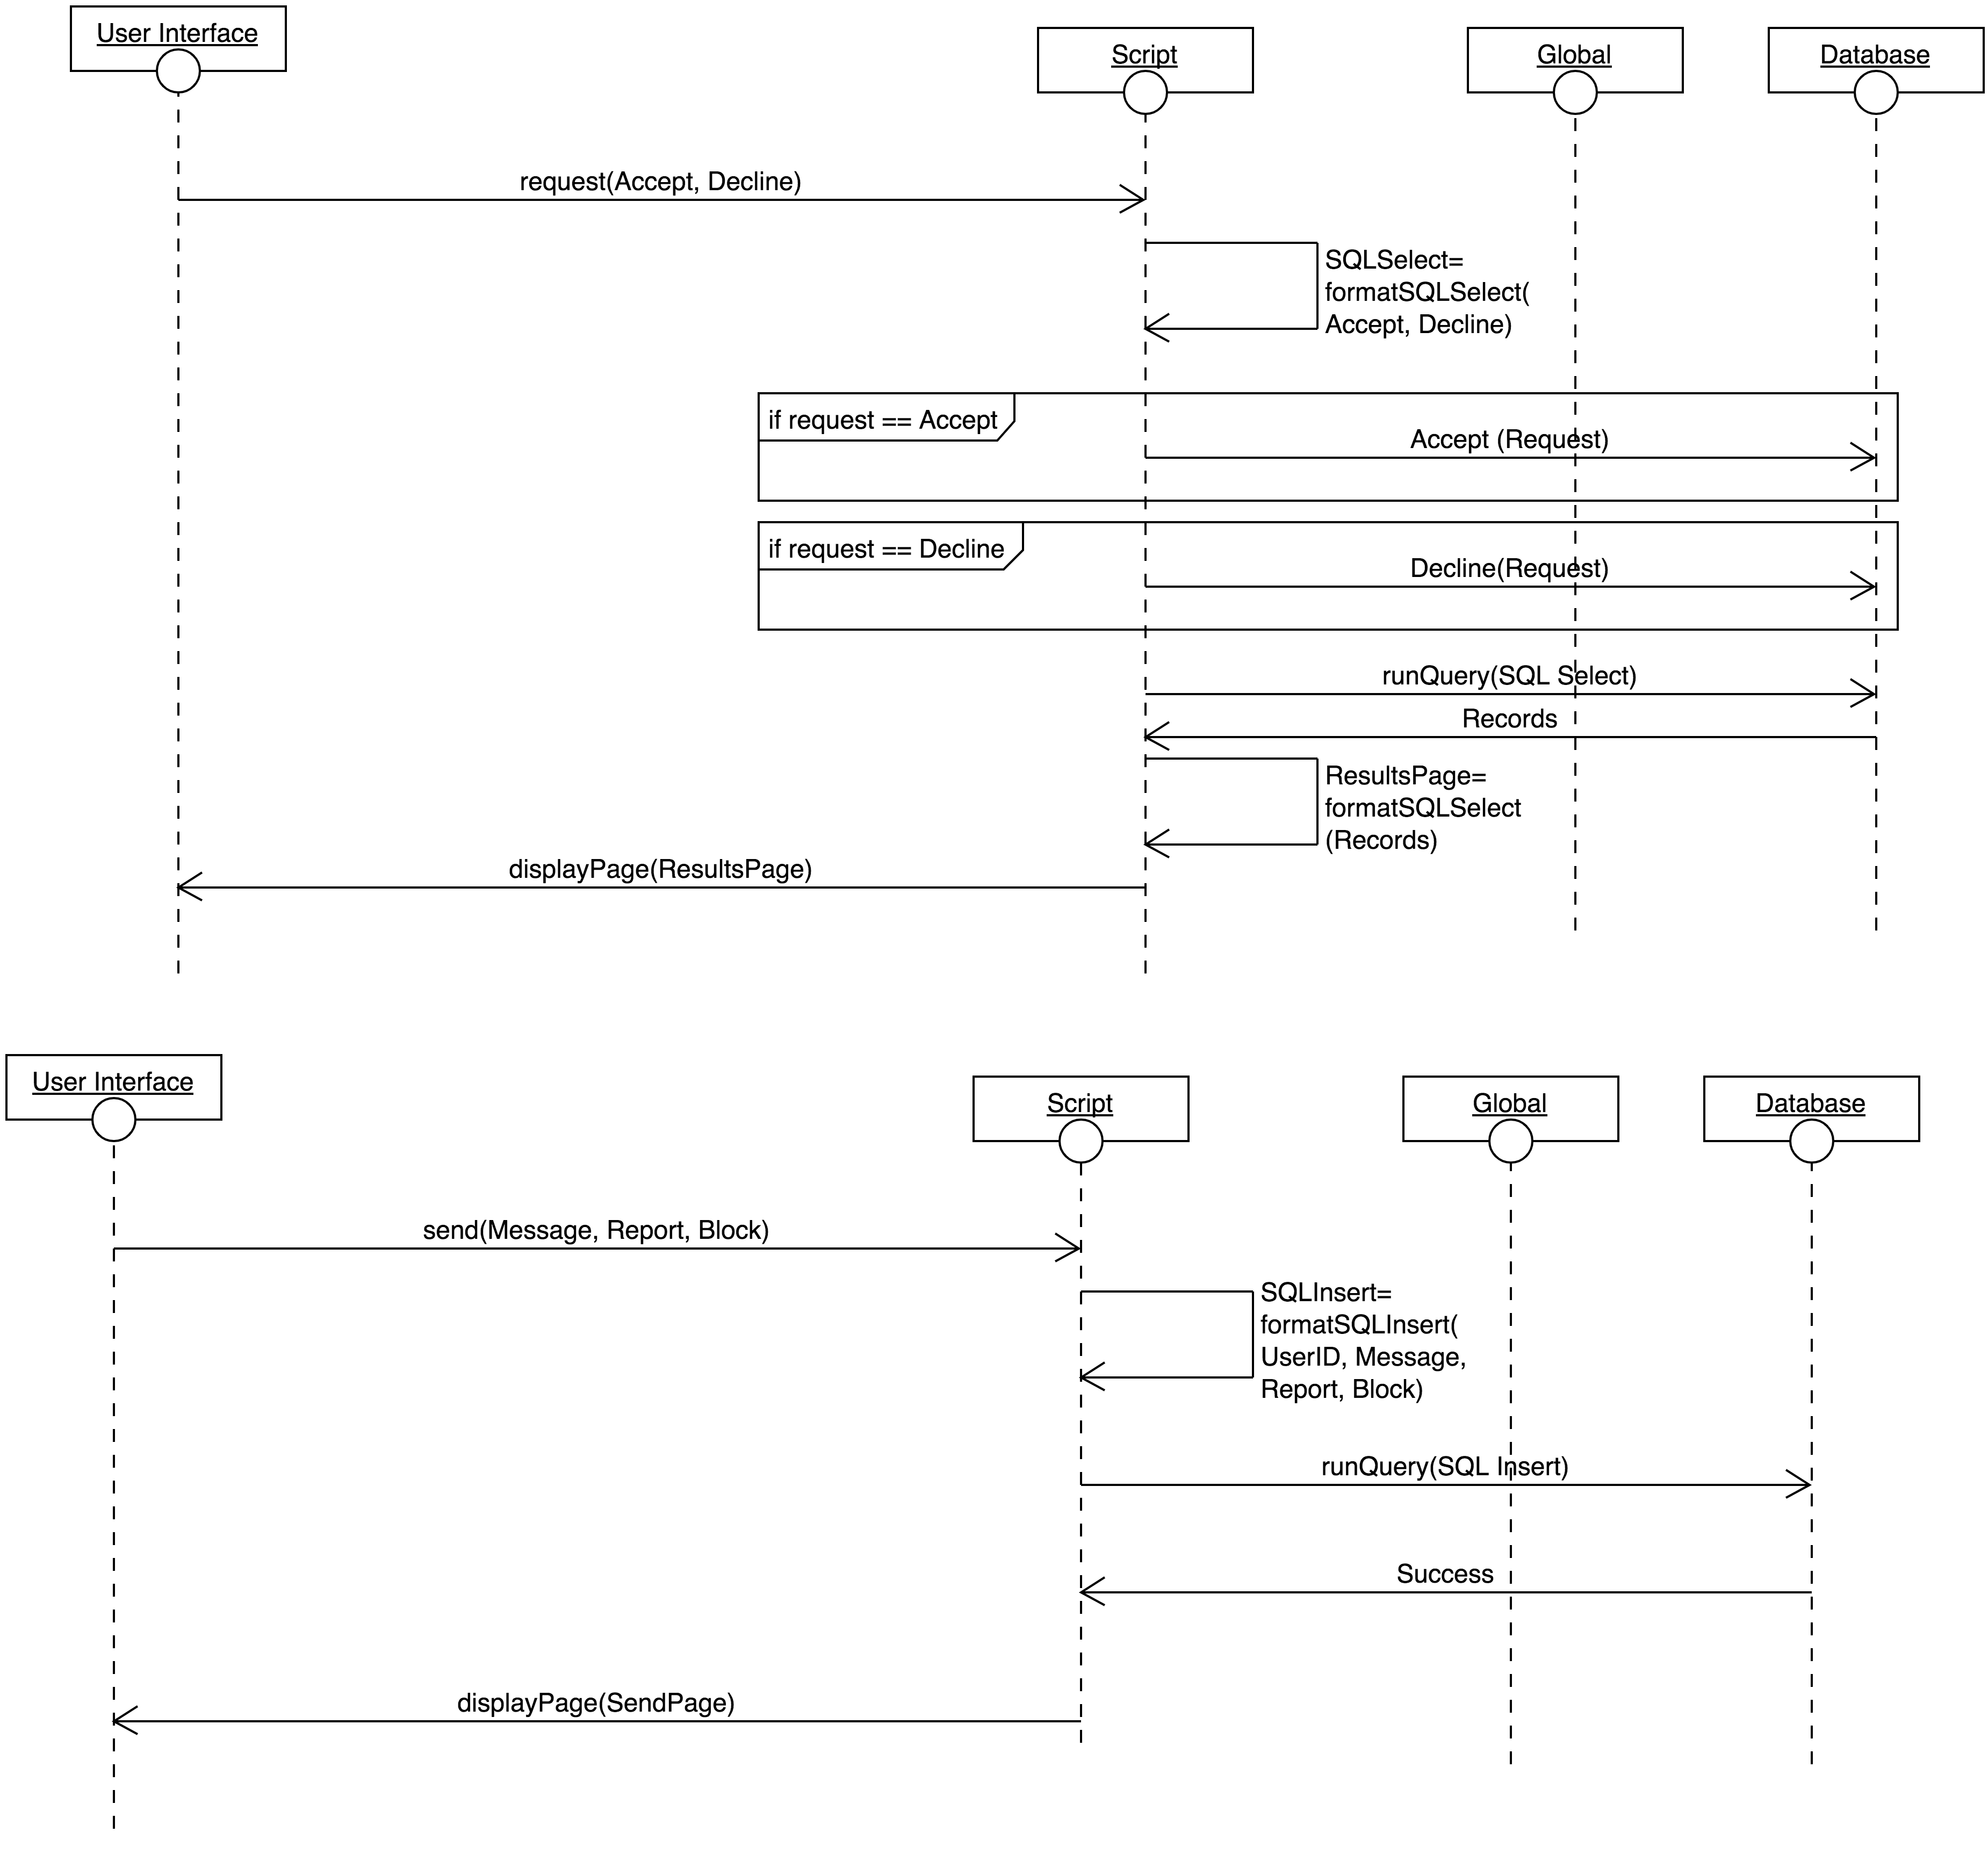 User Interface
Script
Global
Database
request(Accept, Decline)
SQLSelect=
formatSQLSelect(
Accept, Decline)
if request == Accept
Accept (Request)
if request == Decline
Decline(Request)
runQuery(SQL Select)
Records
ResultsPage=
formatSQLSelect
(Records)
displayPage(ResultsPage)
User Interface
Script
Global
Database
send(Message, Report, Block)
SQLInsert=
formatSQLInsert(
UserID, Message,
Report, Block)
runQuery(SQL Insert)
Success
displayPage(SendPage)